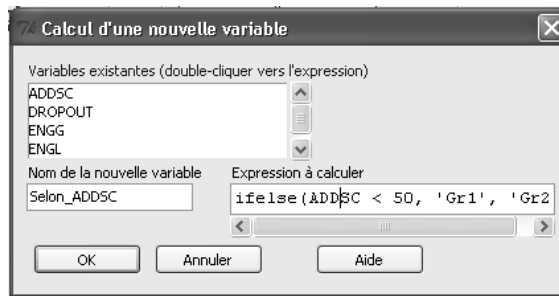 Calcul d'une nouvelle variable
Variables existantes (double-cliquer vers l'expression)
ADDSC
DROPOUT
ENGG
ENGL
Nom de la nouvelle variable
Expression à calculer
Selon_ADDSC
ifelse(ADDSC < 50, 'Gr1', 'Gr2
OK
Annuler
Aide